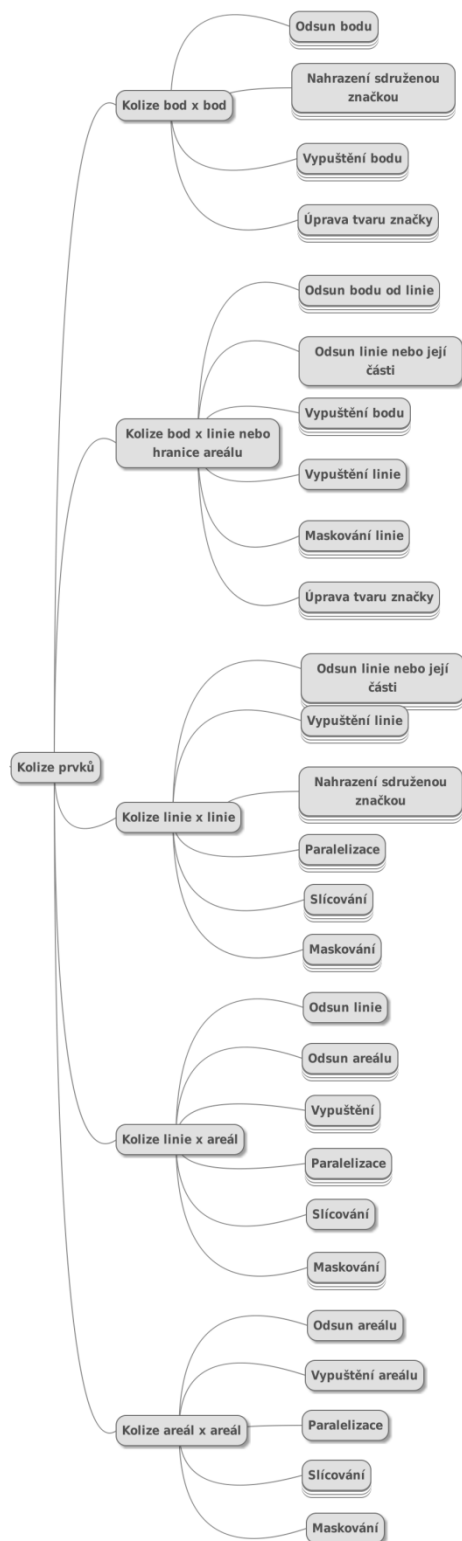 Odsun bodu
Nahrazení sdruženou
značkou
Kolize bod x bod
Vypuštění bodu
Úprava tvaru značky
Odsun bodu od linie
Odsun linie nebo její
části
Vypuštění bodu
Kolize bod x linie nebo
hranice areálu
Vypuštění linie
Maskování linie
Úprava tvaru značky
Odsun linie nebo její
části
Vypuštění linie
Kolize prvků
Nahrazení sdruženou
značkou
Kolize linie x linie
Paralelizace
Slícování
Maskování
Odsun linie
Odsun areálu
Vypuštění
Kolize linie x areál
Paralelizace
Slícování
Maskování
Odsun areálu
Vypuštění areálu
Kolize areál x areál
Paralelizace
Slícování
Maskování